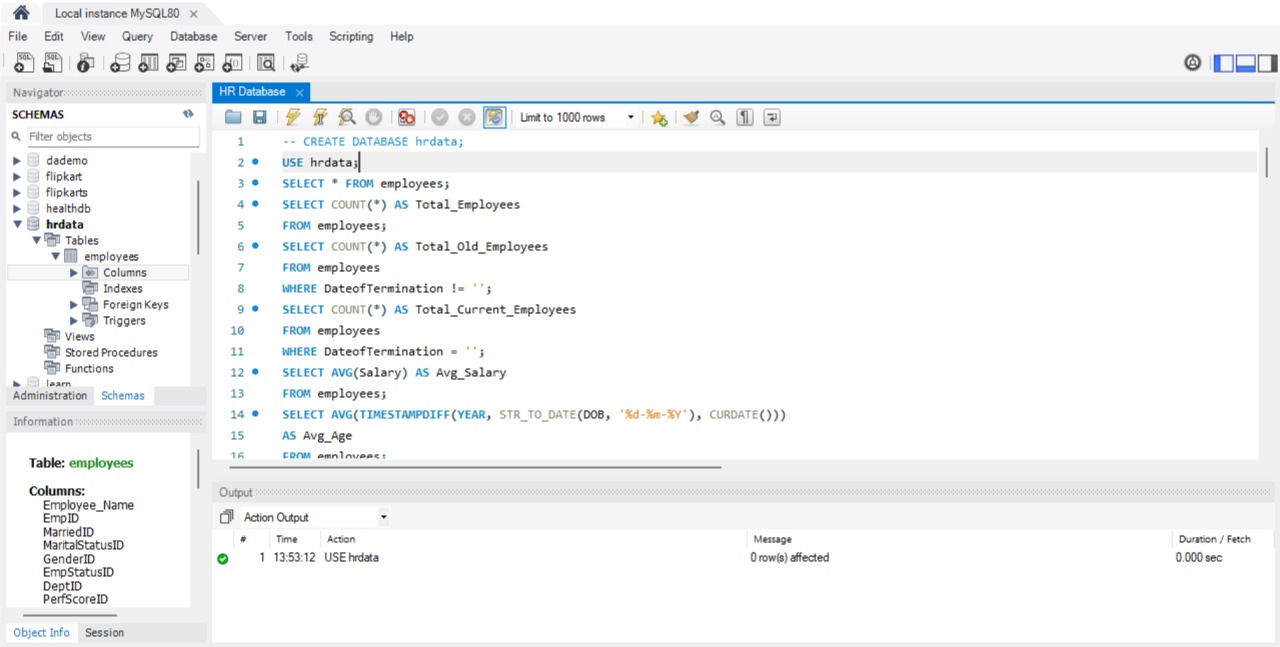 Local instance MySQL80 ×
File Edit View Query Database Server Tools Scripting Help
Navigator
SCHEMAS
Filter objects
dademo
flipkart
flipkarts
healthdb
hrdata
Tables
employees
Columns
Indexes
Foreign Keys
Triggers
Views
Stored Procedures
Functions
learn
Administration Schemas
Information
Table: employees
Columns:
Employee_Name
EmpID
MarriedID
MaritalStatusID
GenderID
EmpStatusID
DeptID
PerfScoreID
Object Info Session
HR Database ×
Limit to 1000 rows
1 -- CREATE DATABASE hrdata;
2 USE hrdata;
3 SELECT * FROM employees;
4 SELECT COUNT(*) AS Total_Employees
5 FROM employees;
6 SELECT COUNT(*) AS Total_Old_Employees
7 FROM employees
8 WHERE DateofTermination != '';
9 SELECT COUNT(*) AS Total_Current_Employees
10 FROM employees
11 WHERE DateofTermination = '';
12 SELECT AVG(Salary) AS Avg_Salary
13 FROM employees;
14 SELECT AVG(TIMESTAMPDIFF(YEAR, STR_TO_DATE(DOB, '%d-%m-%Y'), CURDATE()))
15 AS Avg_Age
16 FROM employees;
Output
Action Output
# Time Action Message Duration / Fetch
1 13:53:12 USE hrdata 0 row(s) affected 0.000 sec